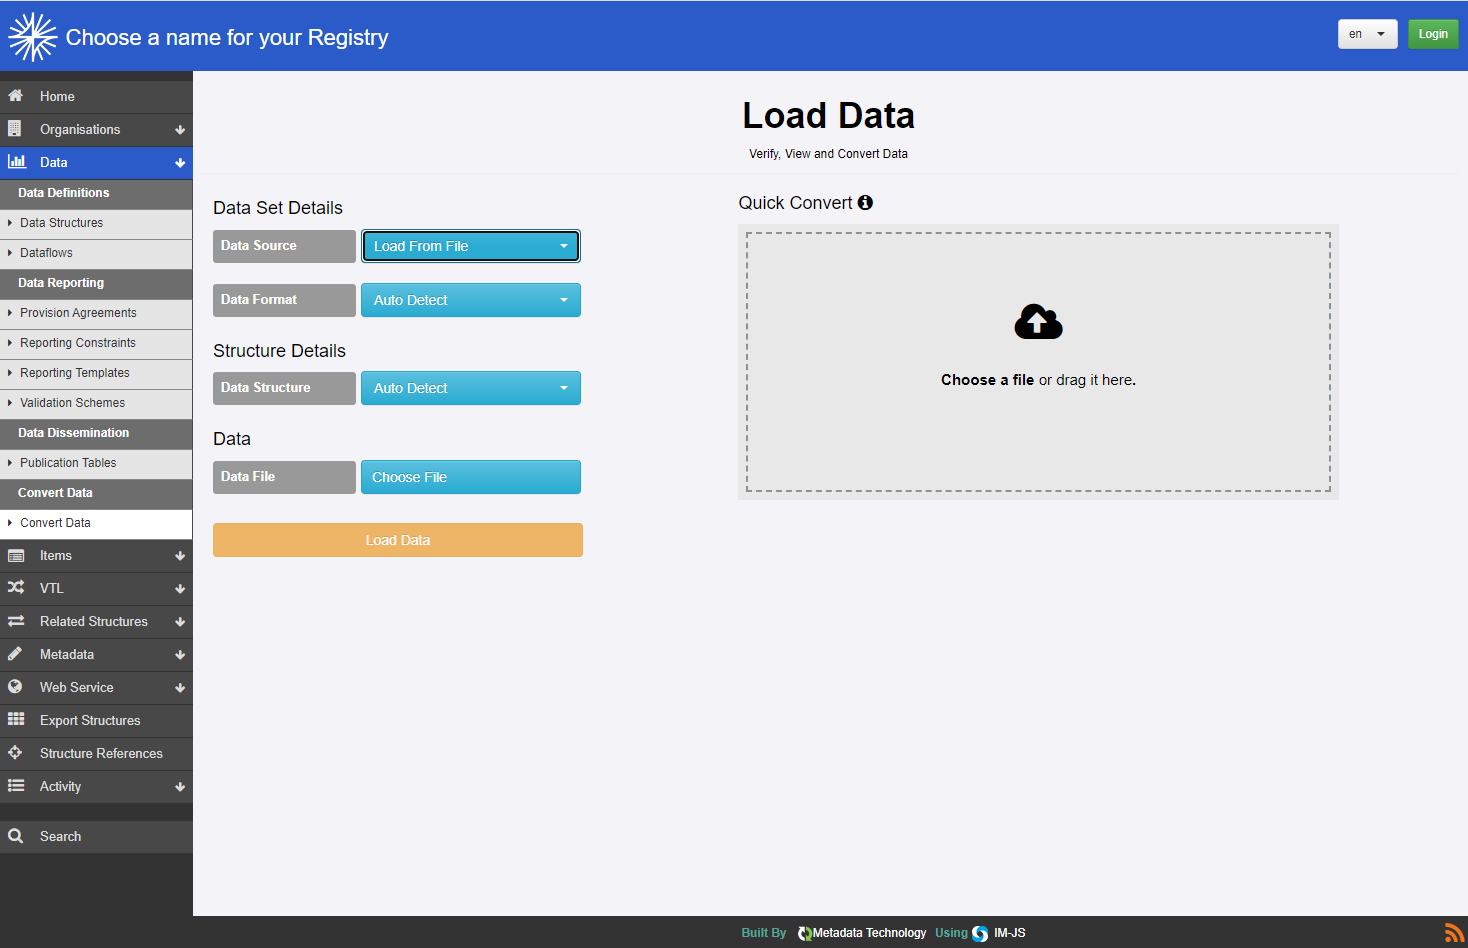 Choose a name for your Registry
en
Login
Home
Organisations
Data
Data Definitions
Data Structures
Dataflows
Data Reporting
Provision Agreements
Reporting Constraints
Reporting Templates
Validation Schemes
Data Dissemination
Publication Tables
Convert Data
Convert Data
Items
VTL
Related Structures
Metadata
Web Service
Export Structures
Structure References
Activity
Search
Load Data
Verify, View and Convert Data
Data Set Details
Data Source Load From File
Data Format Auto Detect
Structure Details
Data Structure Auto Detect
Data
Data File Choose File
Load Data
Quick Convert
Choose a file or drag it here.
Built By Metadata Technology Using IM-JS